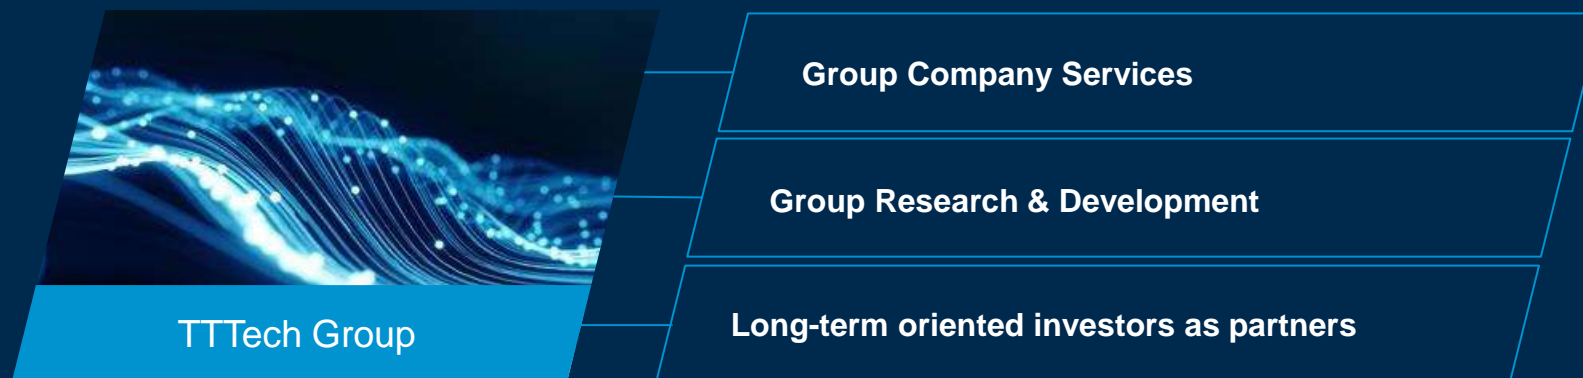 Group Company Services
Group Research & Development
TTTech Group
Long-term oriented investors as partners